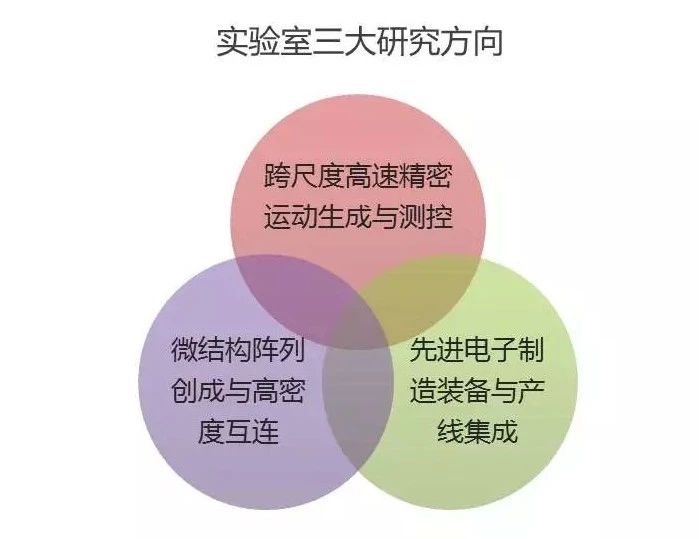 实验室三大研究方向
跨尺度高速精密
运动生成与测控
微结构阵列
创成与高密
度互连
先进电子制
造装备与产
线集成